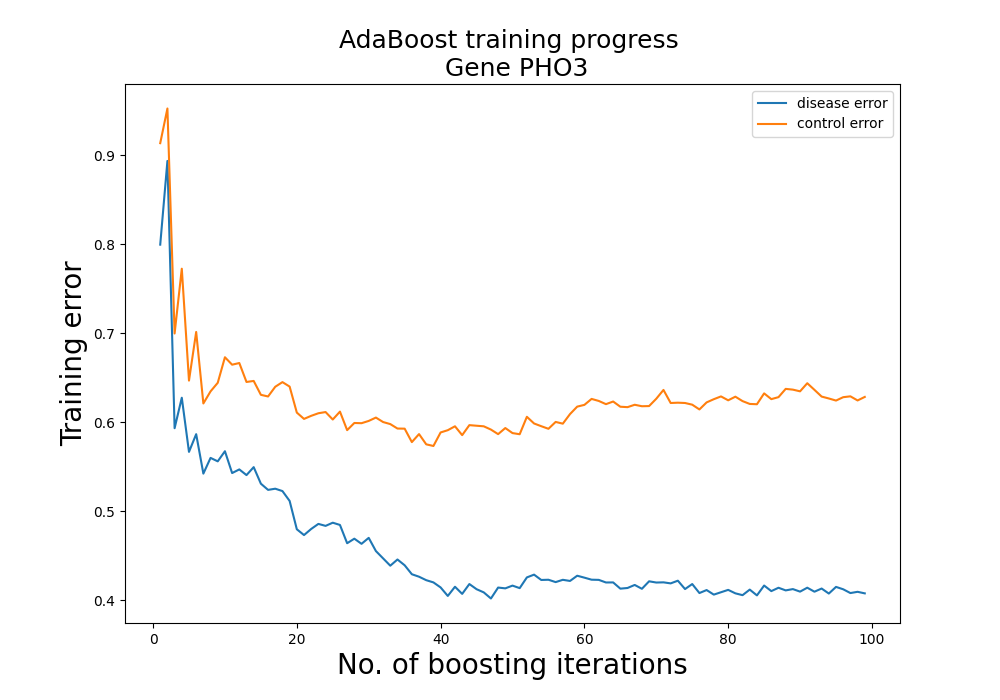 AdaBoost training progress
Gene PHO3
disease error
control error
Training error
0.9
0.8
0.7
0.6
0.5
0.4
0 20 40 60 80 100
No. of boosting iterations